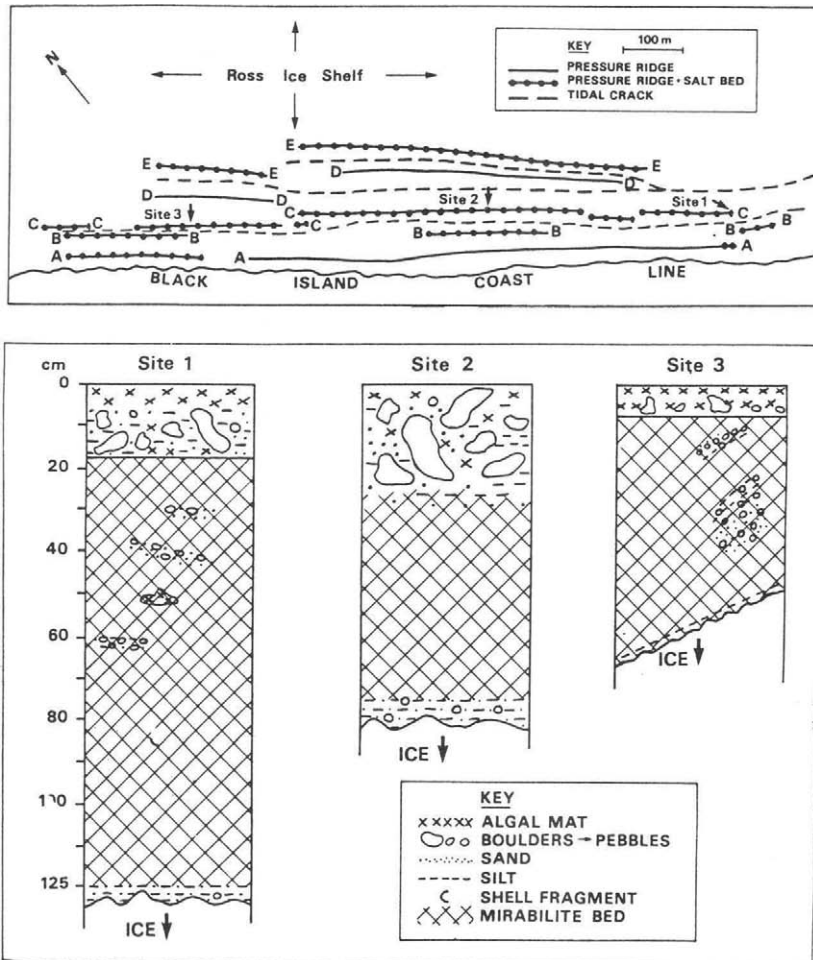 N
Ross Ice Shelf
KEY
100 m
PRESSURE RIDGE
PRESSURE RIDGE + SALT BED
TIDAL CRACK
E
E
E
E
D
D
D
D
C
C
Site 3
C
C
Site 2
Site 1
C
B
B
B
B
B
B
A
A
A
BLACK ISLAND COAST LINE
cm
Site 1
Site 2
Site 3
0
20
40
60
80
100
125
ICE
ICE
ICE
KEY
ALGAL MAT
BOULDERS → PEBBLES
SAND
SILT
SHELL FRAGMENT
MIRABILITE BED